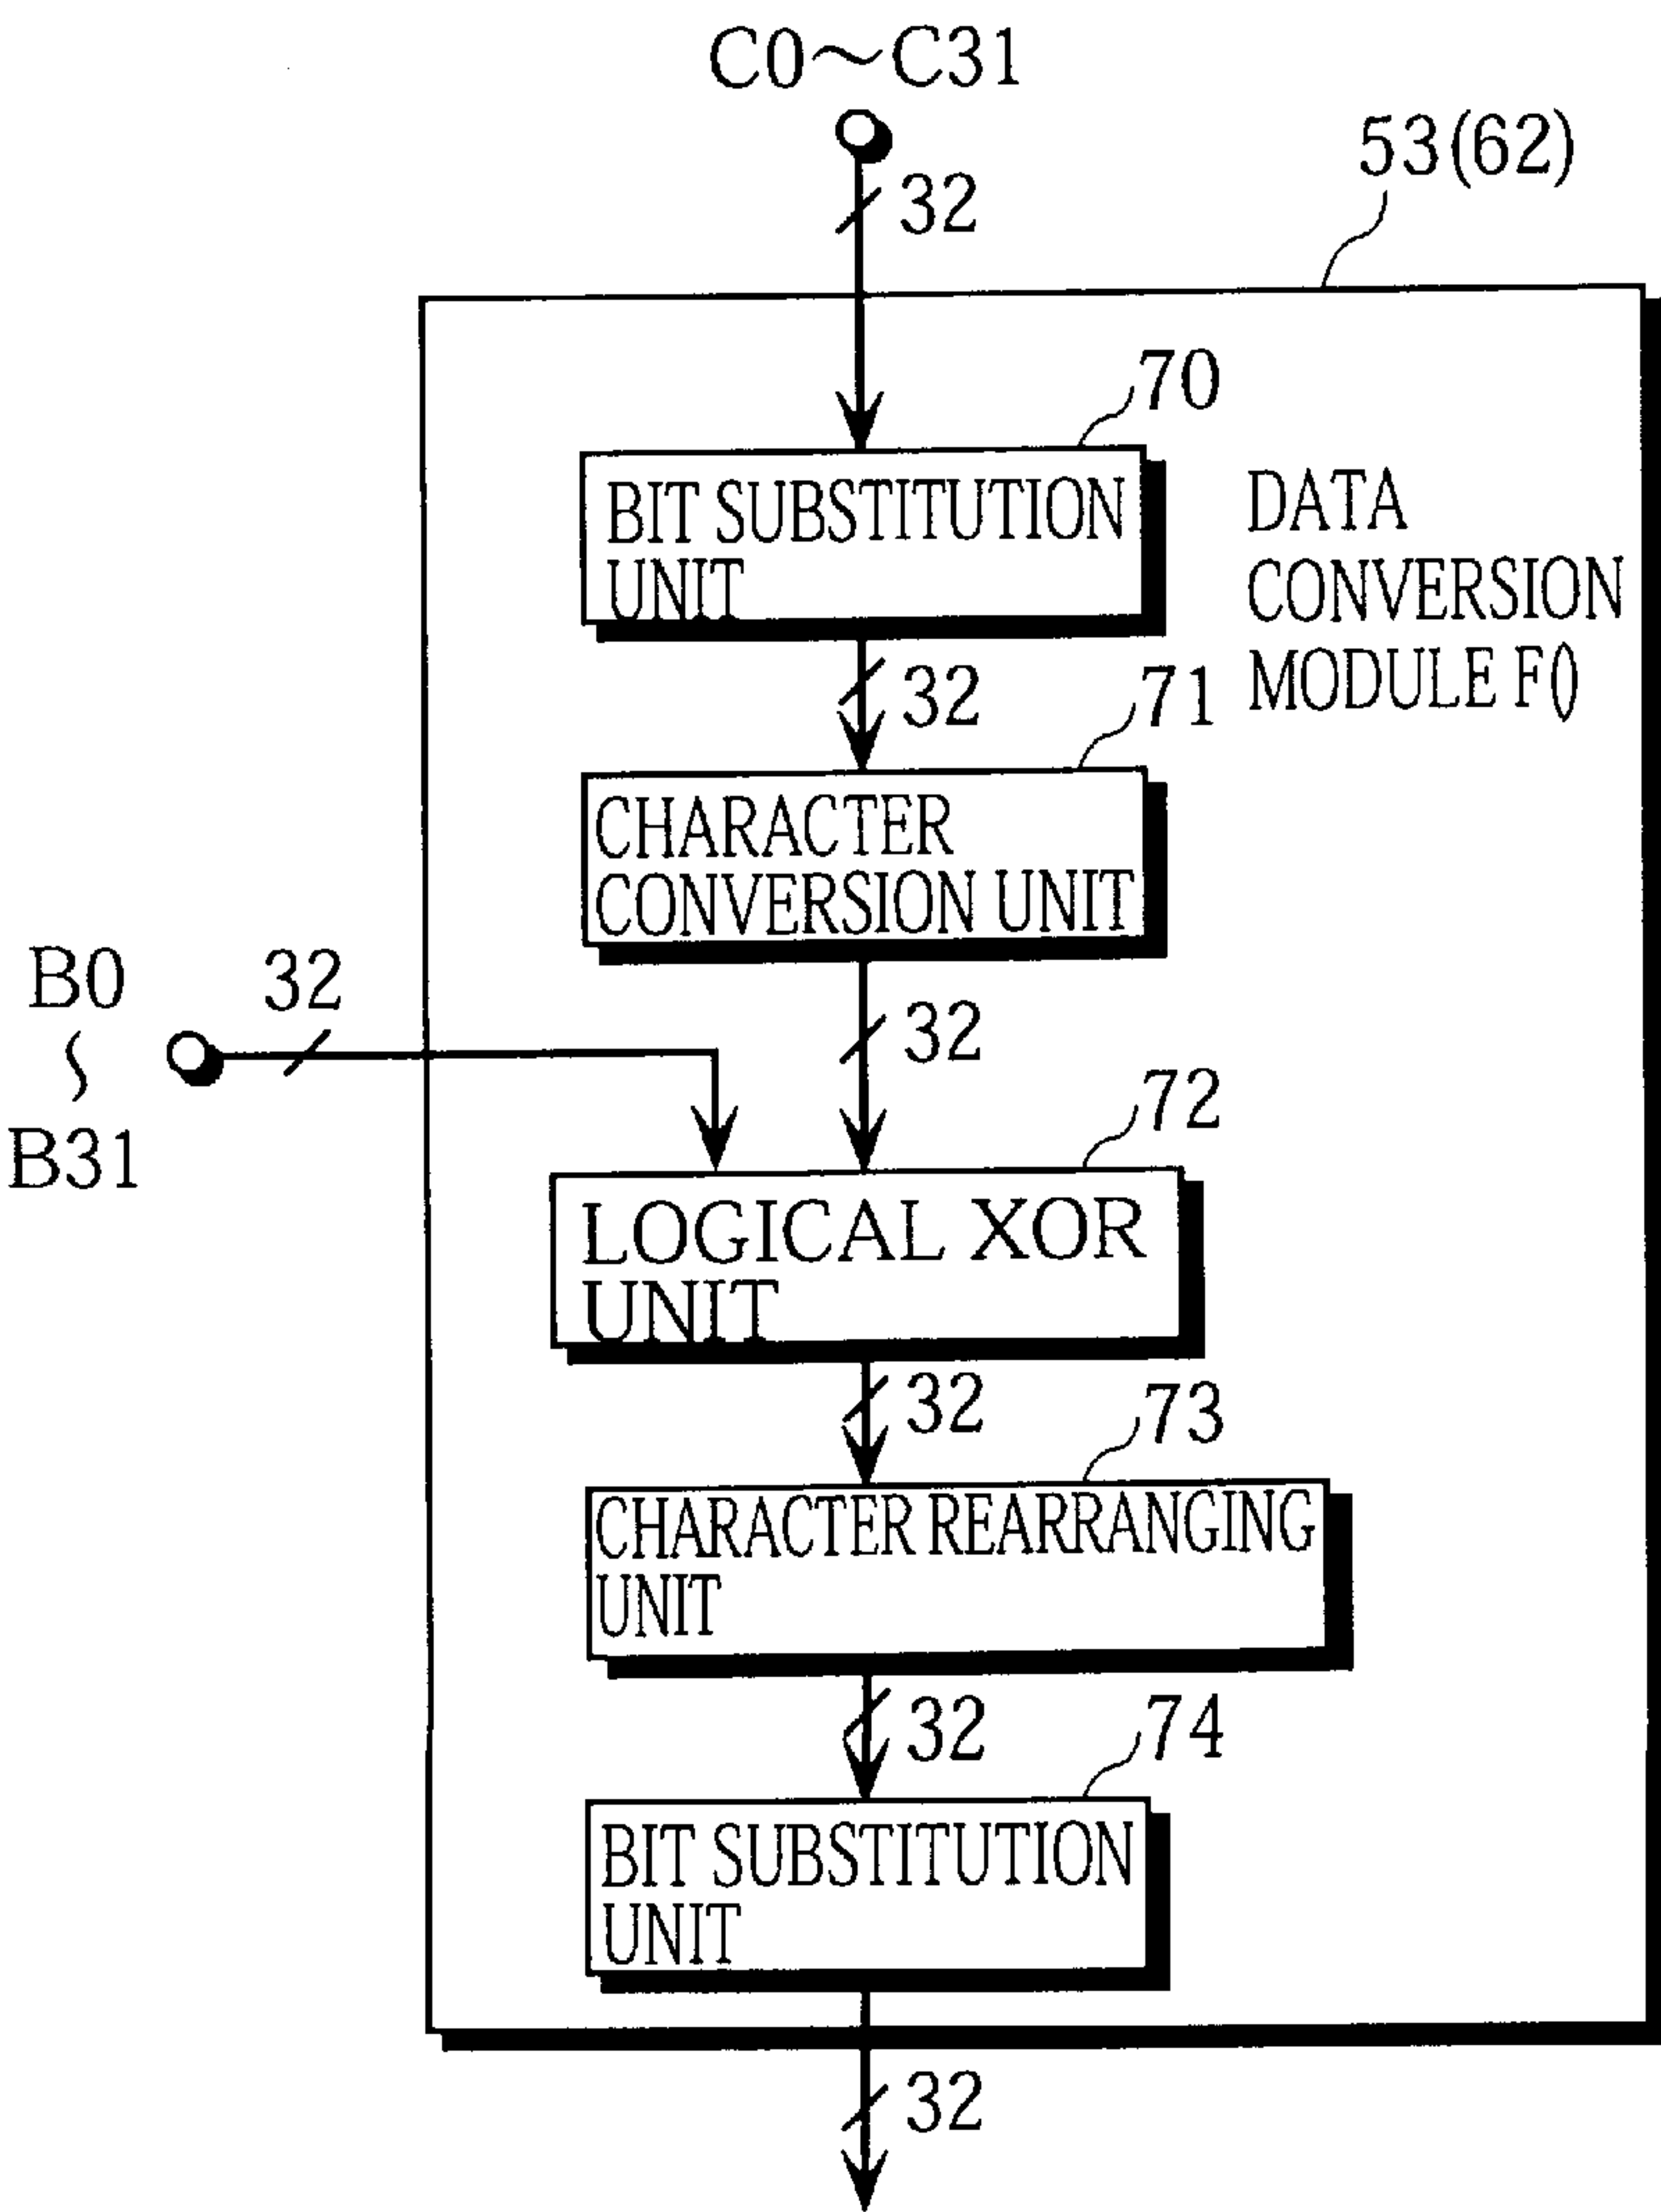 C0～C31
53(62)
32
70
BIT SUBSTITUTION
UNIT
DATA
CONVERSION
MODULE F()
32
71
CHARACTER
CONVERSION UNIT
B0
～
B31
32
32
72
LOGICAL XOR
UNIT
32
73
CHARACTER REARRANGING
UNIT
32
74
BIT SUBSTITUTION
UNIT
32